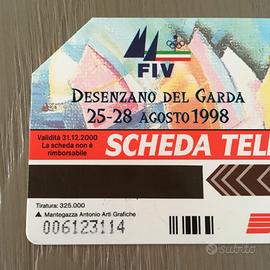 FIV
DESENZANO DEL GARDA
25-28 AGOSTO 1998
Validità 31.12.2000
La scheda non è
rimborsabile
SCHEDA TELE
Tiratura: 325.000
Mantegazza Antonio Arti Grafiche
006123114
subito